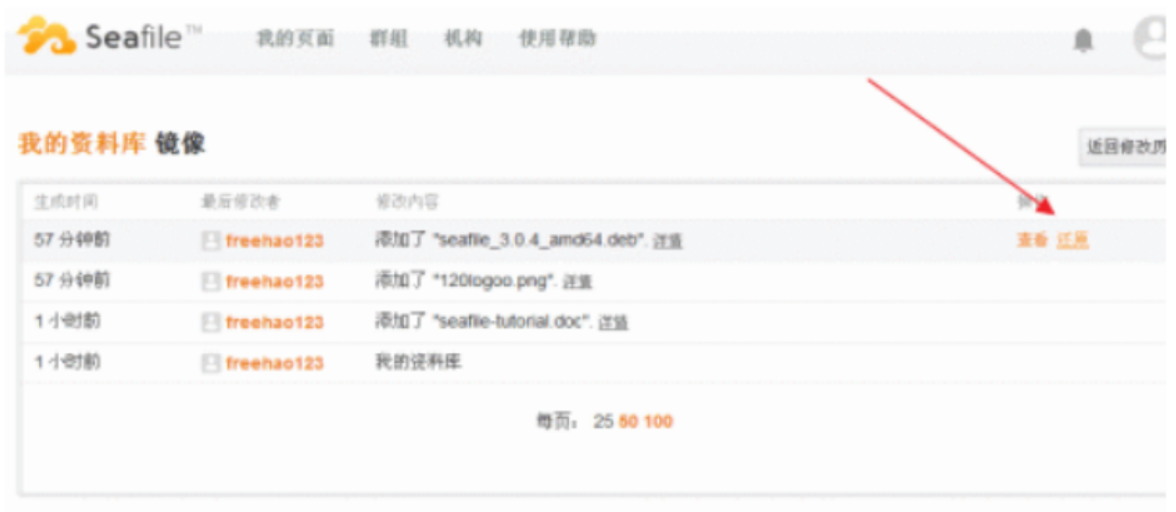 Seafile™ 我的页面 群组 机构 使用帮助
我的资料库 镜像
返回修改历
生成时间 最后修改者 修改内容 操作
57 分钟前 freehao123 添加了 "seafile_3.0.4_amd64.deb". 详情 查看 还原
57 分钟前 freehao123 添加了 "120logoo.png". 详情
1 小时前 freehao123 添加了 "seafile-tutorial.doc". 详情
1 小时前 freehao123 我的资料库
每页： 25 50 100